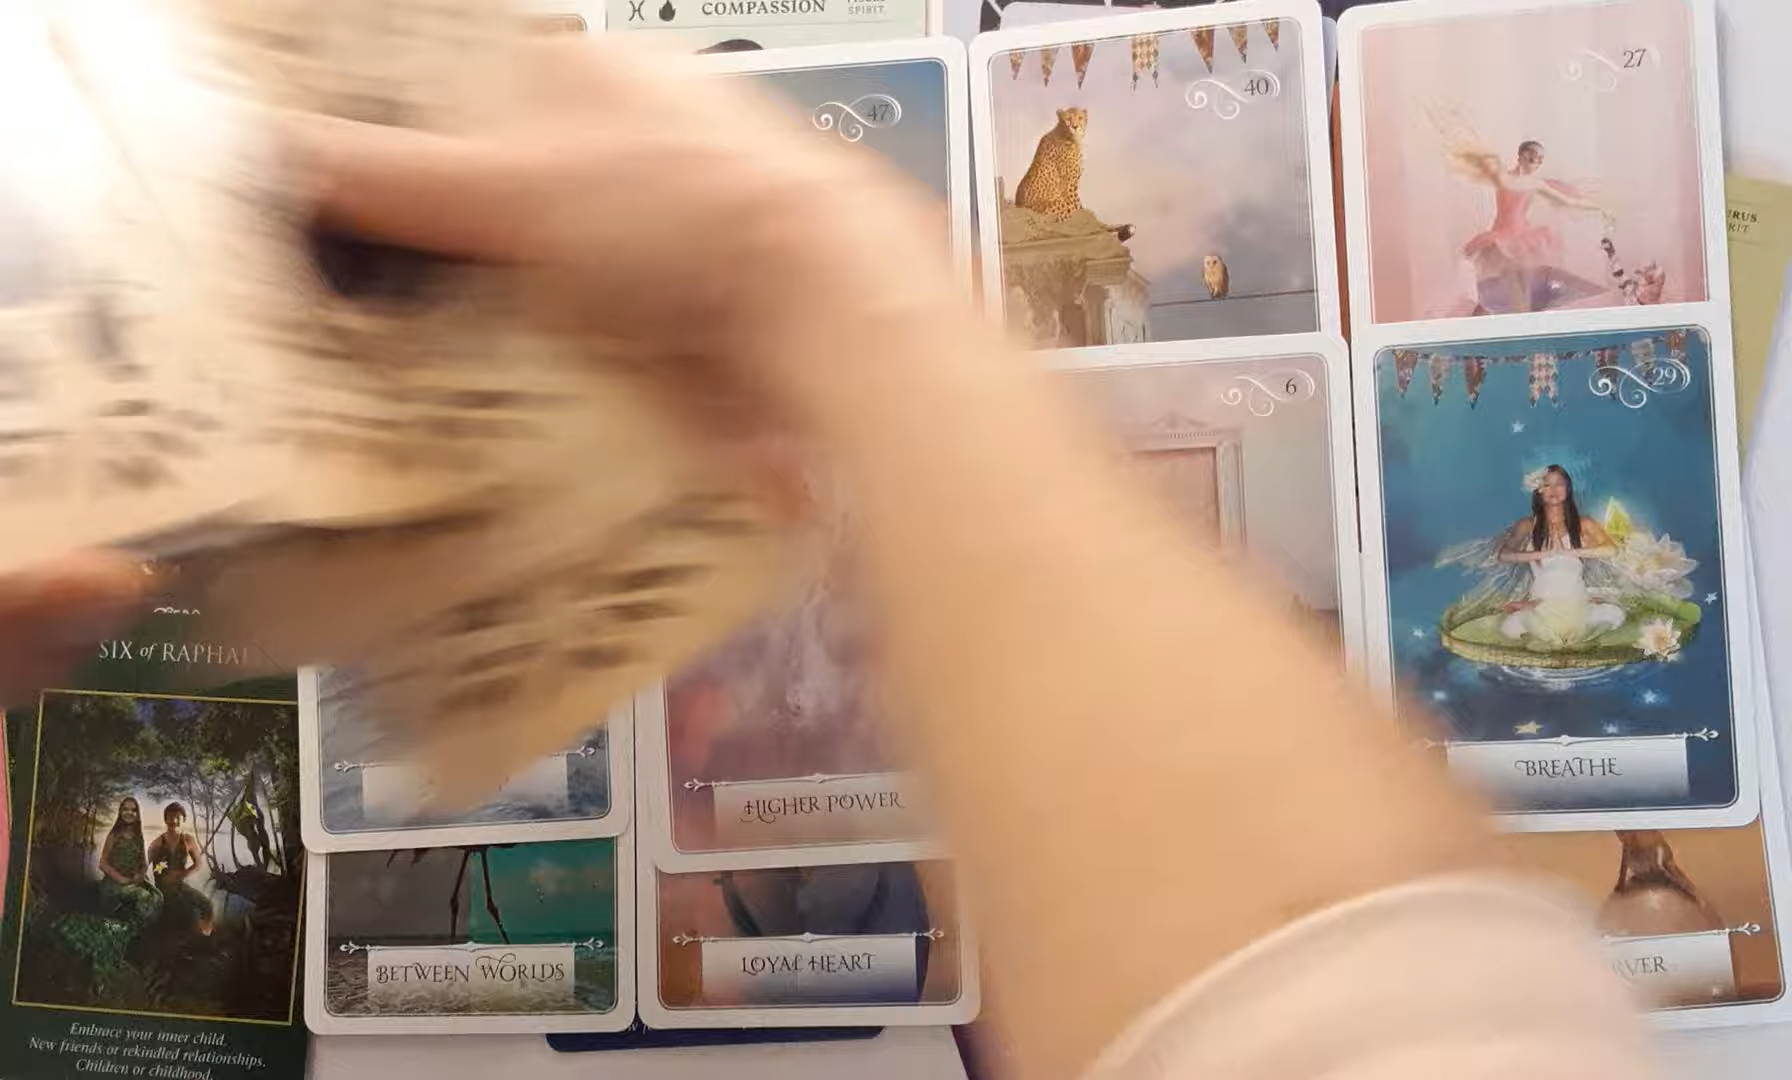 COMPASSION
SPIRIT
47
40
27
6
29
SIX of RAPHA
BREATHE
HIGHER POWER
BETWEEN WORLDS
LOYAL HEART
Embrace your inner child.
New friends or rekindled relationships.
Children or childhood.